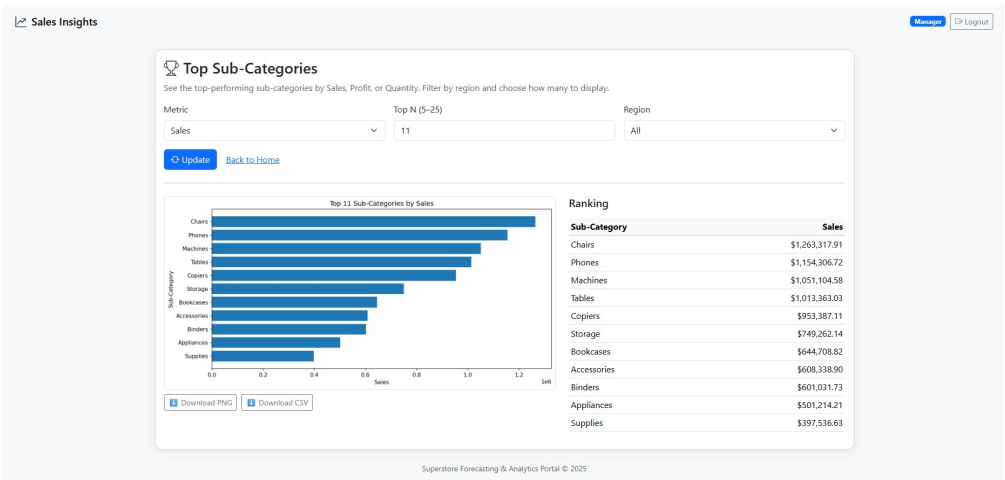 Sales Insights
Manager
Logout
Top Sub-Categories
See the top-performing sub-categories by Sales, Profit, or Quantity. Filter by region and choose how many to display.
Metric
Top N (5–25)
Region
Sales
11
All
Update
Back to Home
Top 11 Sub-Categories by Sales
Sub-Category
Chairs
Phones
Machines
Tables
Copiers
Storage
Bookcases
Accessories
Binders
Appliances
Supplies
0.0 0.2 0.4 0.6 0.8 1.0 1.2
1e6
Sales
Download PNG
Download CSV
Ranking
Sub-Category Sales
Chairs $1,263,317.91
Phones $1,154,306.72
Machines $1,051,104.58
Tables $1,013,363.03
Copiers $953,387.11
Storage $749,262.14
Bookcases $644,708.82
Accessories $608,338.90
Binders $601,031.73
Appliances $501,214.21
Supplies $397,536.63
Superstore Forecasting & Analytics Portal © 2025